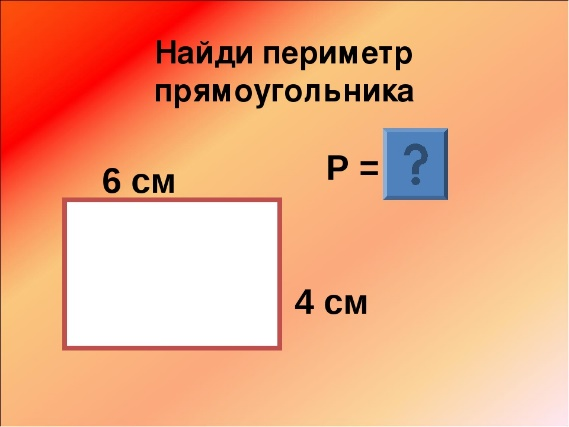 Найди периметр
прямоугольника
P = ?
6 см
4 см